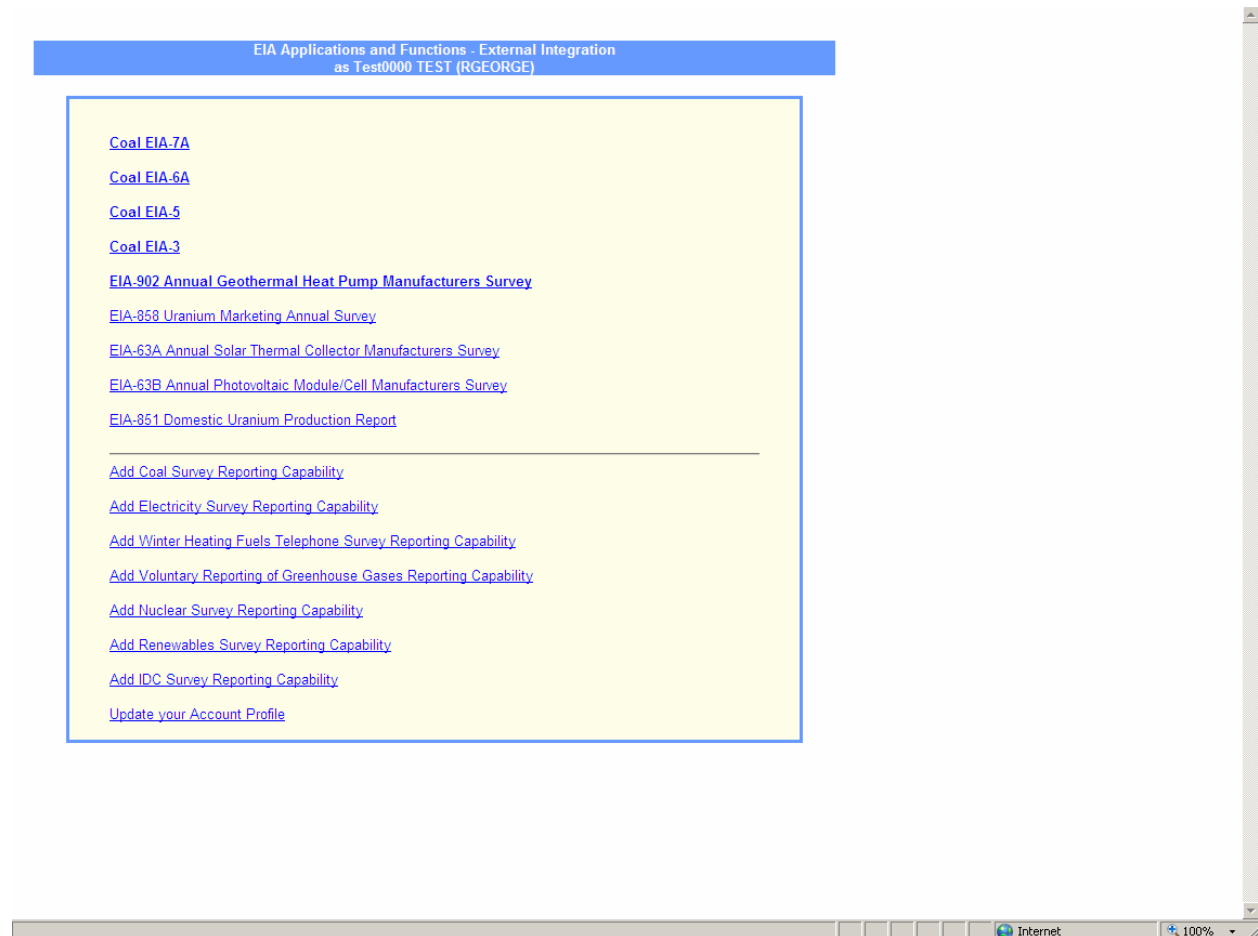 EIA Applications and Functions - External Integration
as Test0000 TEST (RGEORGE)
Coal EIA-7A
Coal EIA-6A
Coal EIA-5
Coal EIA-3
EIA-902 Annual Geothermal Heat Pump Manufacturers Survey
EIA-858 Uranium Marketing Annual Survey
EIA-63A Annual Solar Thermal Collector Manufacturers Survey
EIA-63B Annual Photovoltaic Module/Cell Manufacturers Survey
EIA-851 Domestic Uranium Production Report
Add Coal Survey Reporting Capability
Add Electricity Survey Reporting Capability
Add Winter Heating Fuels Telephone Survey Reporting Capability
Add Voluntary Reporting of Greenhouse Gases Reporting Capability
Add Nuclear Survey Reporting Capability
Add Renewables Survey Reporting Capability
Add IDC Survey Reporting Capability
Update your Account Profile
Internet 100%